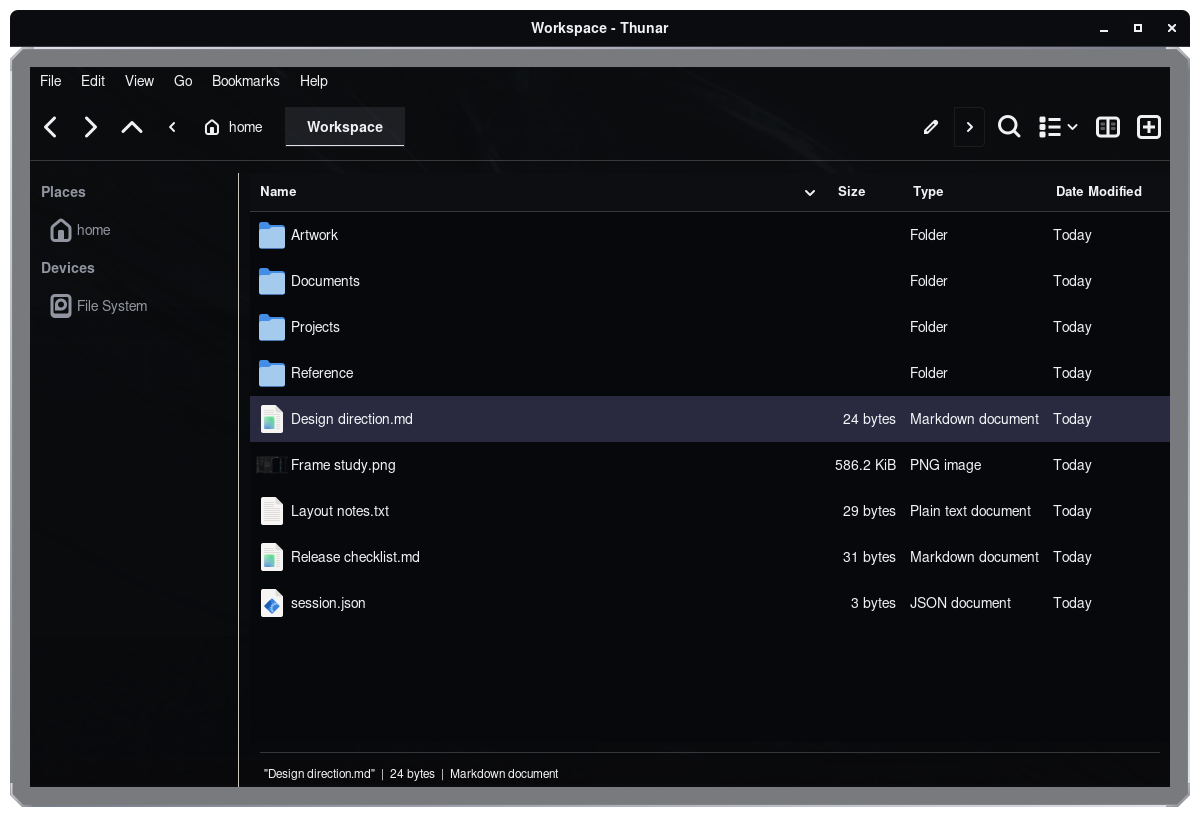 Workspace - Thunar
File Edit View Go Bookmarks Help
home Workspace
Places
home
Devices
File System
Name Size Type Date Modified
Artwork Folder Today
Documents Folder Today
Projects Folder Today
Reference Folder Today
Design direction.md 24 bytes Markdown document Today
Frame study.png 586.2 KiB PNG image Today
Layout notes.txt 29 bytes Plain text document Today
Release checklist.md 31 bytes Markdown document Today
session.json 3 bytes JSON document Today
"Design direction.md" | 24 bytes | Markdown document